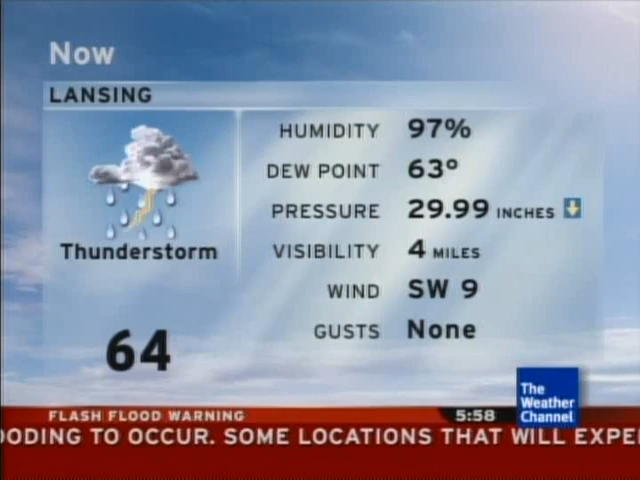 Now
LANSING
Thunderstorm
64
HUMIDITY 97%
DEW POINT 63°
PRESSURE 29.99 INCHES
VISIBILITY 4 MILES
WIND SW 9
GUSTS None
The
Weather
Channel
FLASH FLOOD WARNING 5:58
OODING TO OCCUR. SOME LOCATIONS THAT WILL EXPE